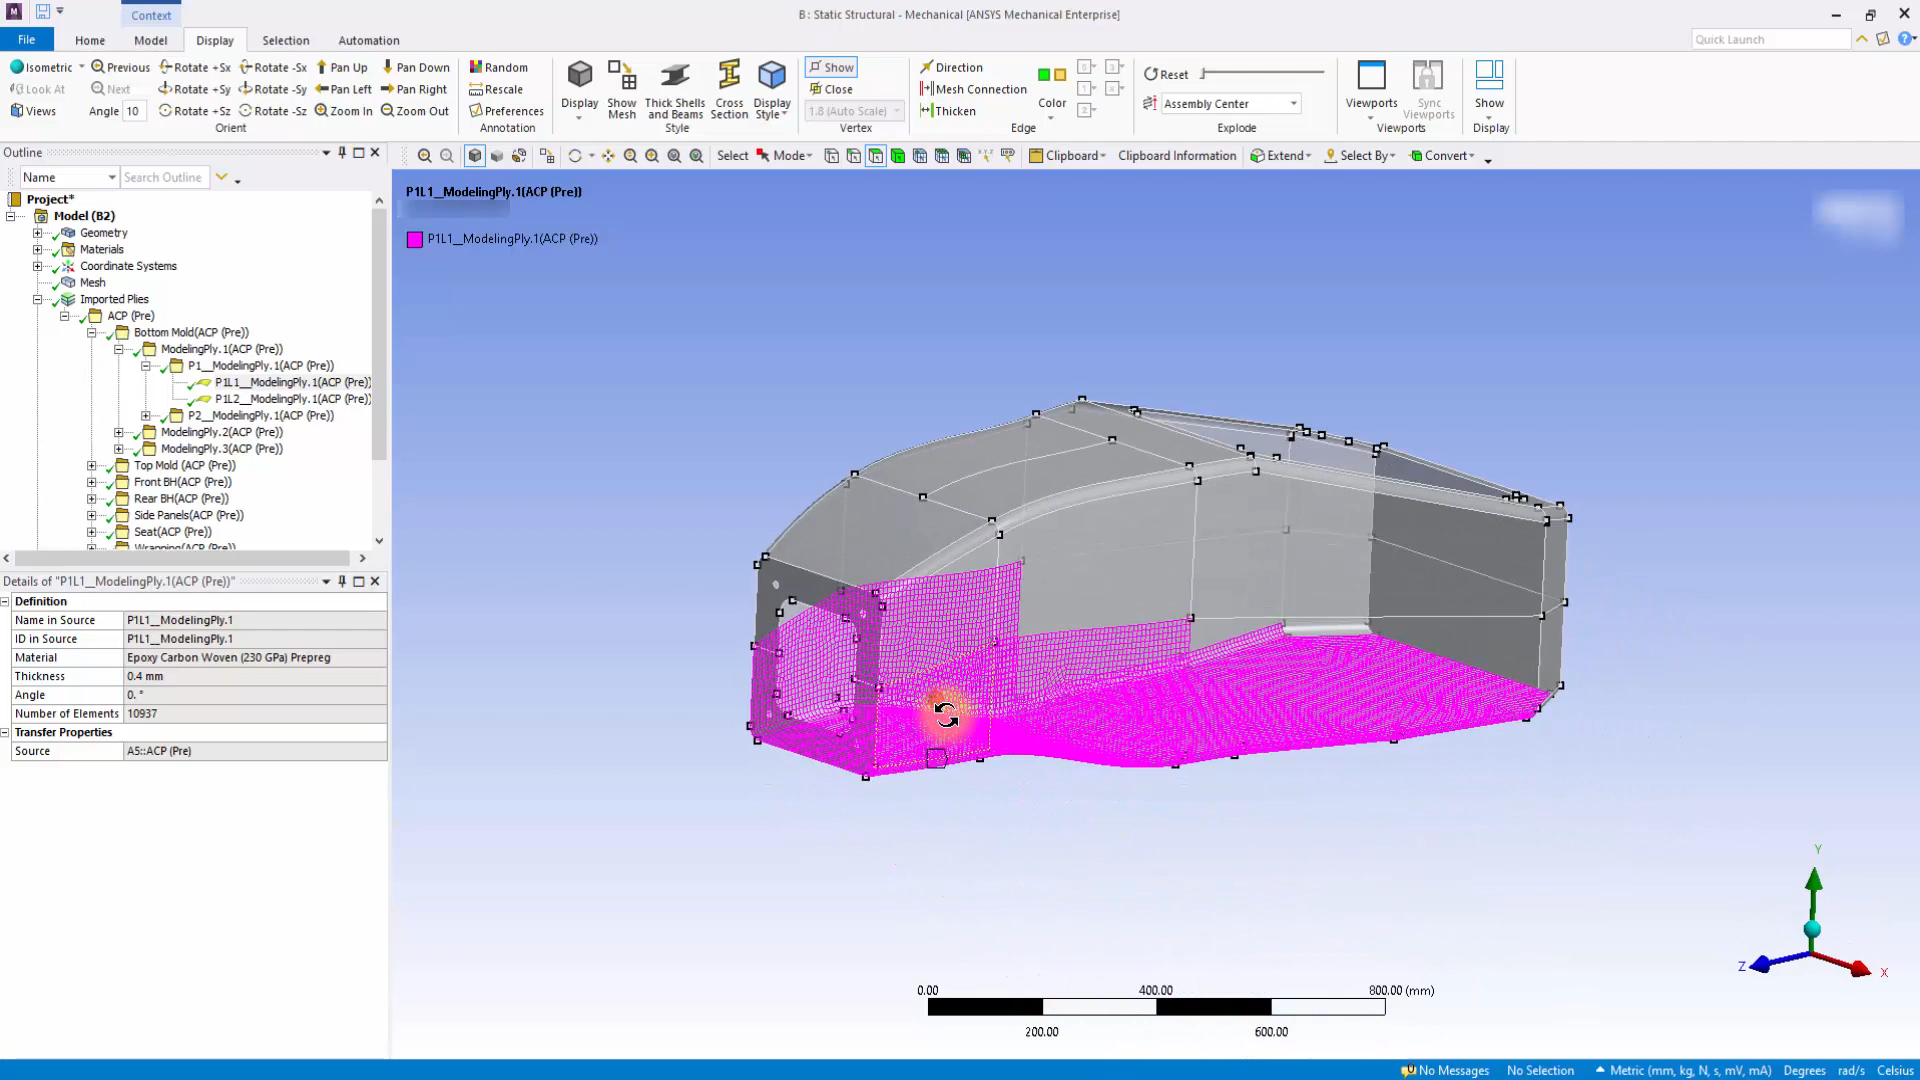 Context
B : Static Structural - Mechanical [ANSYS Mechanical Enterprise]
File Home Model Display Selection Automation
Quick Launch
Isometric Previous Rotate +Sx Rotate -Sx Pan Up Pan Down
Look At Next Rotate +Sy Rotate -Sy Pan Left Pan Right
Views Angle 10 Rotate +Sz Rotate -Sz Zoom In Zoom Out
Orient
Random
Rescale
Preferences
Annotation
Display
Show Mesh
Thick Shells and Beams
Cross Section
Display Style
Style
Show
Close
1.8 (Auto Scale)
Vertex
Direction
Mesh Connection
Thicken
Color
Edge
Reset
Assembly Center
Explode
Viewports
Sync Viewports
Viewports
Show
Display
Outline
Name Search Outline
Select Mode Clipboard Clipboard Information Extend Select By Convert
Project*
Model (B2)
Geometry
Materials
Coordinate Systems
Mesh
Imported Plies
ACP (Pre)
Bottom Mold(ACP (Pre))
ModelingPly.1(ACP (Pre))
P1__ModelingPly.1(ACP (Pre))
P1L1__ModelingPly.1(ACP (Pre))
P1L2__ModelingPly.1(ACP (Pre))
P2__ModelingPly.1(ACP (Pre))
ModelingPly.2(ACP (Pre))
ModelingPly.3(ACP (Pre))
Top Mold (ACP (Pre))
Front BH(ACP (Pre))
Rear BH(ACP (Pre))
Side Panels(ACP (Pre))
Seat(ACP (Pre))
Wrapping(ACP (Pre))
Details of "P1L1__ModelingPly.1(ACP (Pre))"
Definition
Name in Source P1L1__ModelingPly.1
ID in Source P1L1__ModelingPly.1
Material Epoxy Carbon Woven (230 GPa) Prepreg
Thickness 0.4 mm
Angle 0. °
Number of Elements 10937
Transfer Properties
Source A5::ACP (Pre)
P1L1__ModelingPly.1(ACP (Pre))
P1L1__ModelingPly.1(ACP (Pre))
Y
Z
X
0.00 400.00 800.00 (mm)
200.00 600.00
No Messages No Selection Metric (mm, kg, N, s, mV, mA) Degrees rad/s Celsius